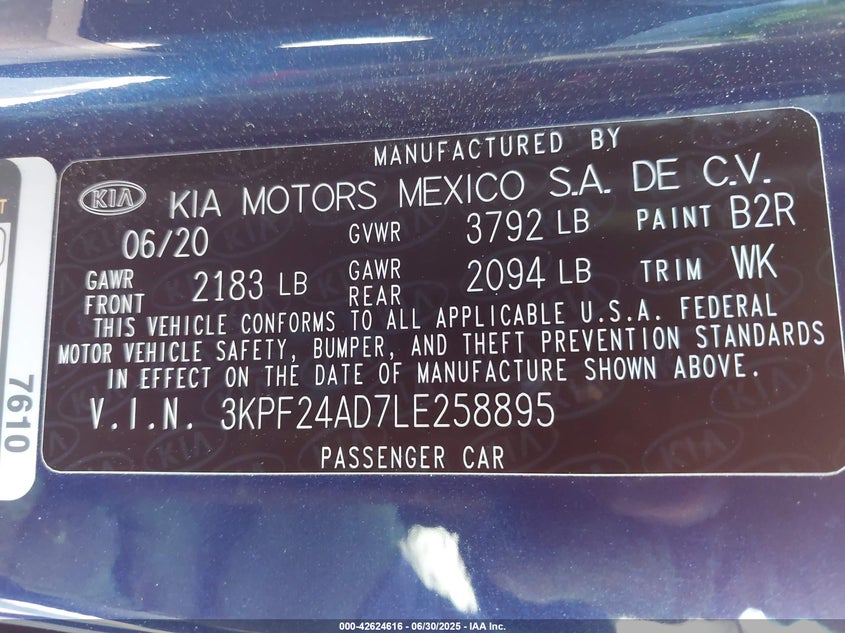 MANUFACTURED BY
KIA KIA MOTORS MEXICO S.A. DE C.V.
06/20 GVWR 3792 LB PAINT B2R
GAWR FRONT 2183 LB GAWR REAR 2094 LB TRIM WK
THIS VEHICLE CONFORMS TO ALL APPLICABLE U.S.A. FEDERAL
MOTOR VEHICLE SAFETY, BUMPER, AND THEFT PREVENTION STANDARDS
IN EFFECT ON THE DATE OF MANUFACTURE SHOWN ABOVE.
V.I.N. 3KPF24AD7LE258895
PASSENGER CAR
7610
000-42624616 - 06/30/2025 - IAA Inc.